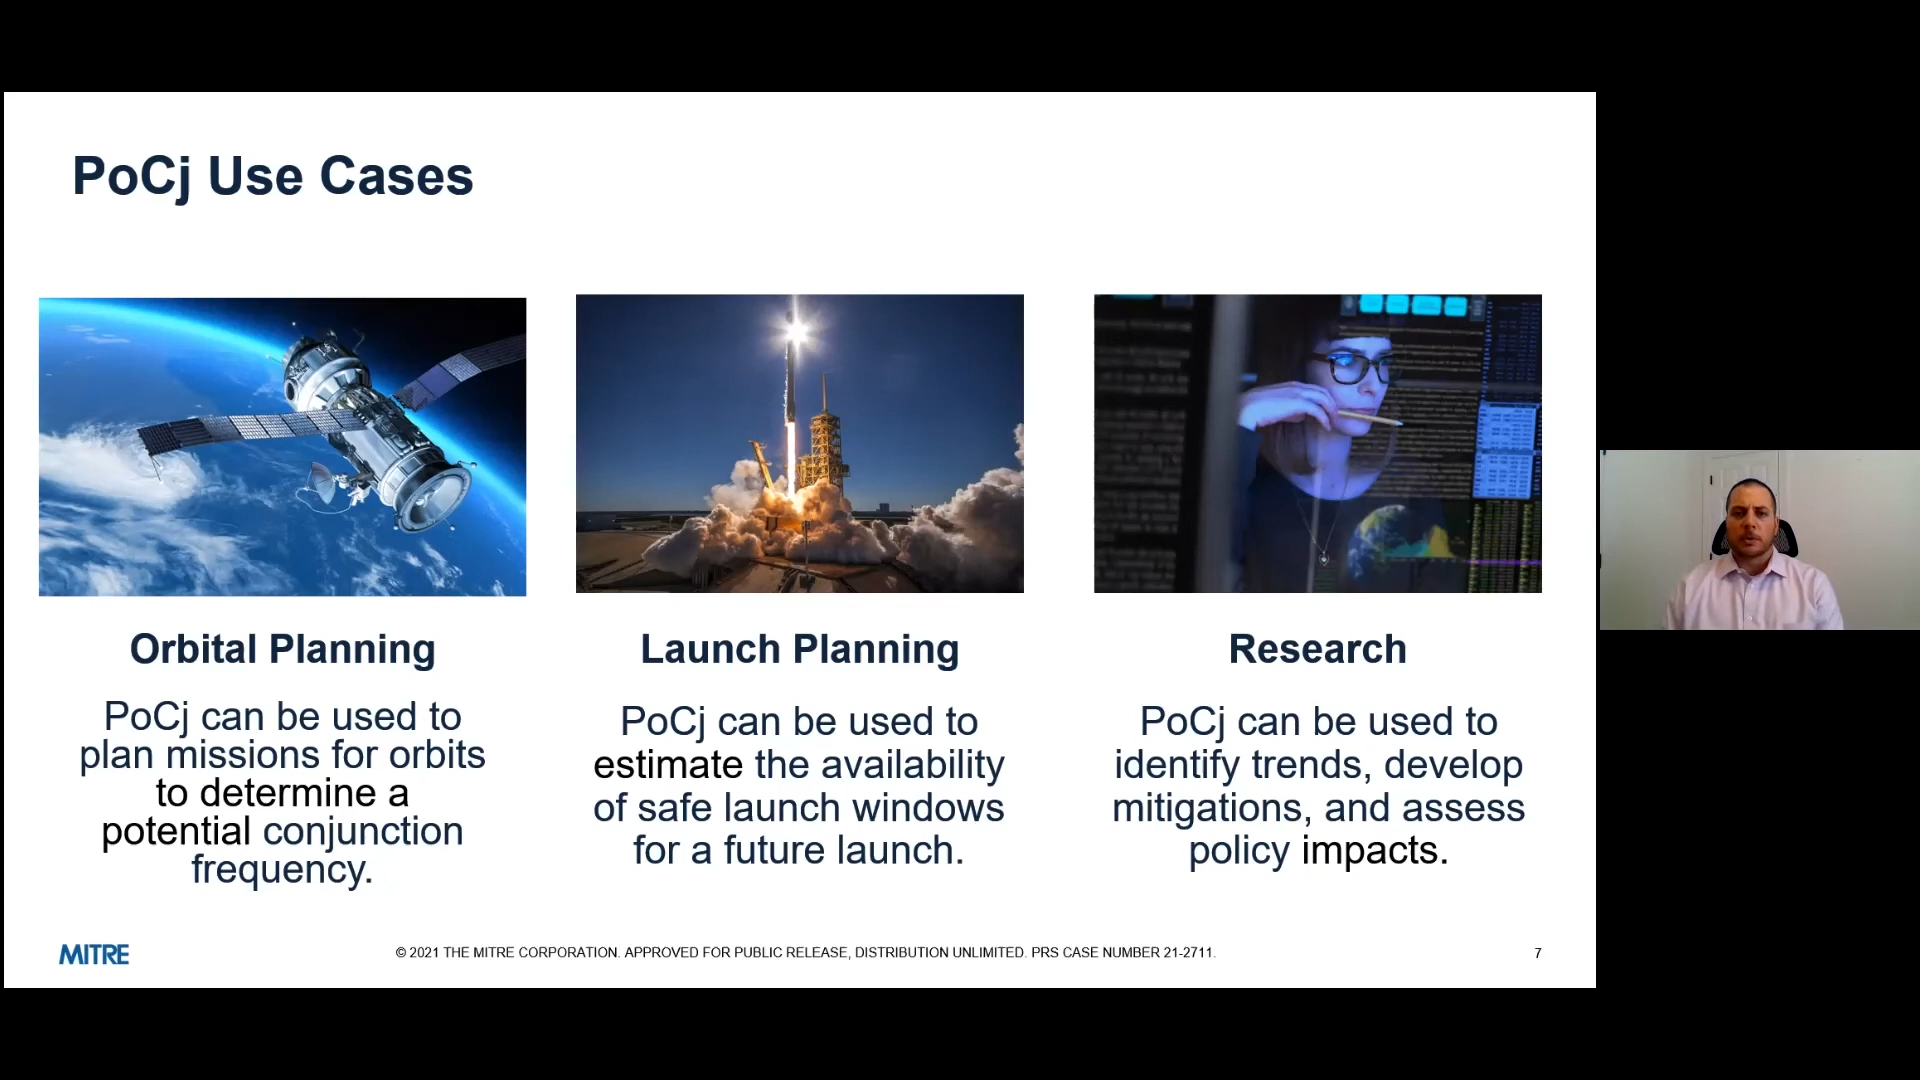 PoCj Use Cases
Orbital Planning
PoCj can be used to
plan missions for orbits
to determine a
potential conjunction
frequency.
Launch Planning
PoCj can be used to
estimate the availability
of safe launch windows
for a future launch.
Research
PoCj can be used to
identify trends, develop
mitigations, and assess
policy impacts.
MITRE
© 2021 THE MITRE CORPORATION. APPROVED FOR PUBLIC RELEASE, DISTRIBUTION UNLIMITED. PRS CASE NUMBER 21-2711.
7